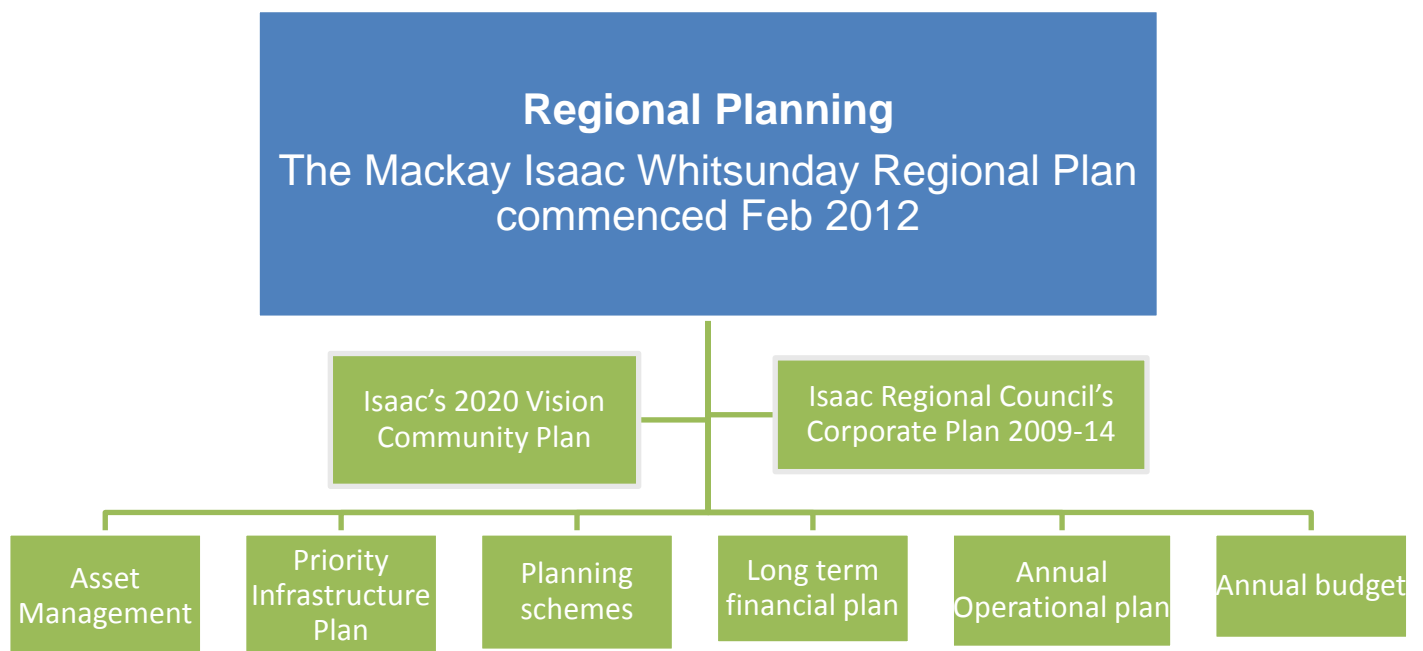 Regional Planning
The Mackay Isaac Whitsunday Regional Plan
commenced Feb 2012
Isaac's 2020 Vision
Community Plan
Isaac Regional Council’s
Corporate Plan 2009-14
Asset
Management
Priority
Infrastructure
Plan
Planning
schemes
Long term
financial plan
Annual
Operational plan
Annual budget